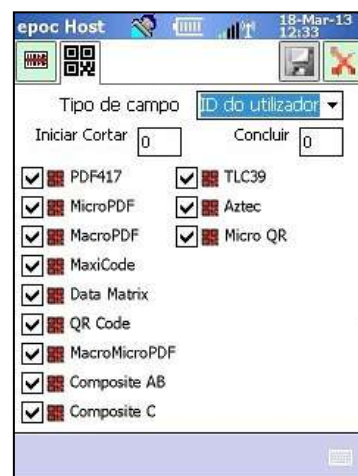 epoc Host 18-Mar-13
12:33
Tipo de campo ID do utilizador
Iniciar Cortar 0 Concluir 0
PDF417 TLC39
MicroPDF Aztec
MacroPDF Micro QR
MaxiCode
Data Matrix
QR Code
MacroMicroPDF
Composite AB
Composite C